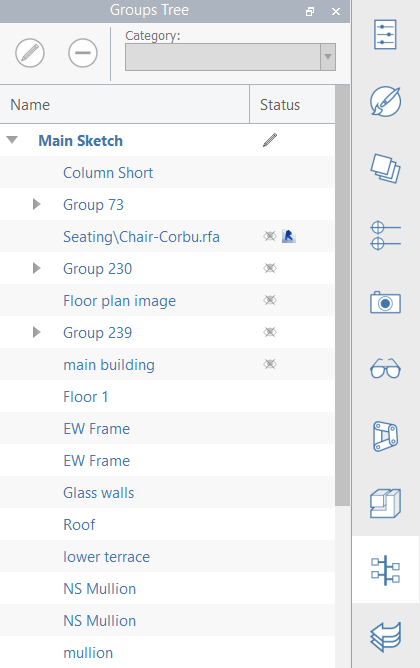 Groups Tree
Category:
Name Status
Main Sketch
Column Short
Group 73
Seating\Chair-Corbu.rfa
Group 230
Floor plan image
Group 239
main building
Floor 1
EW Frame
EW Frame
Glass walls
Roof
lower terrace
NS Mullion
NS Mullion
mullion